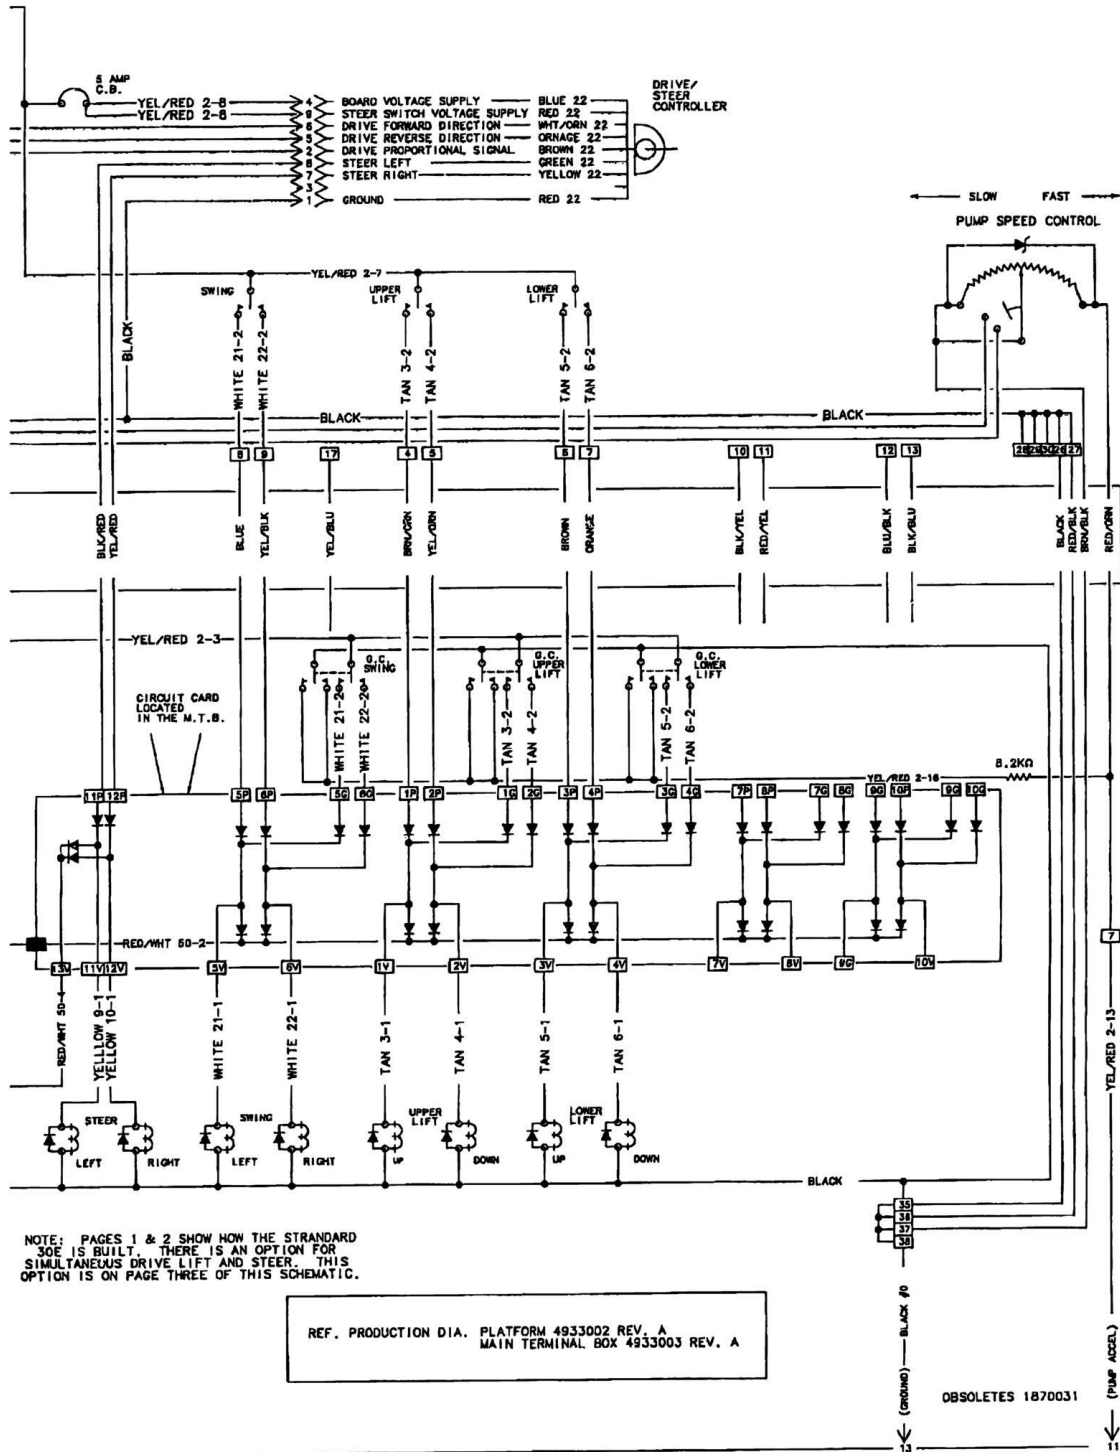 5 AMP
C.B.
YEL/RED 2-8
YEL/RED 2-8
4 BOARD VOLTAGE SUPPLY BLUE 22
9 STEER SWITCH VOLTAGE SUPPLY RED 22
6 DRIVE FORWARD DIRECTION WHT/ORN 22
5 DRIVE REVERSE DIRECTION ORNAGE 22
2 DRIVE PROPORTIONAL SIGNAL BROWN 22
8 STEER LEFT GREEN 22
7 STEER RIGHT YELLOW 22
3
1 GROUND RED 22
DRIVE/
STEER
CONTROLLER
SLOW FAST
PUMP SPEED CONTROL
YEL/RED 2-7
SWING
UPPER
LIFT
LOWER
LIFT
BLACK
WHITE 21-2
WHITE 22-2
TAN 3-2
TAN 4-2
TAN 5-2
TAN 6-2
BLACK
BLACK
8 9 17 4 5 6 7 10 11 12 13 28 29 30 26 27
BLK/RED
YEL/RED
BLUE
YEL/BLK
YEL/BLU
BRN/GRN
YEL/GRN
BROWN
ORANGE
BLK/YEL
RED/YEL
BLU/BLK
BLK/BLU
BLACK
RED/BLK
BRN/BLK
RED/GRN
YEL/RED 2-3
G.C.
SWING
G.C.
UPPER
LIFT
G.C.
LOWER
LIFT
CIRCUIT CARD
LOCATED
IN THE M.T.B.
WHITE 21-2
WHITE 22-2
TAN 3-2
TAN 4-2
TAN 5-2
TAN 6-2
YEL/RED 2-16
8.2KΩ
11P 12P 5P 6P 5G 6G 1P 2P 1G 2G 3P 4P 3G 4G 7P 8P 7G 8G 9G 10P 9G 10G
RED/WHT 50-2
7
13V 11V 12V 5V 6V 1V 2V 3V 4V 7V 8V 9G 10V
RED/WHT 50-4
YELLLOW 9-1
YELLOW 10-1
WHITE 21-1
WHITE 22-1
TAN 3-1
TAN 4-1
TAN 5-1
TAN 6-1
YEL/RED 2-13
STEER
LEFT RIGHT
SWING
LEFT RIGHT
UPPER
LIFT
UP DOWN
LOWER
LIFT
UP DOWN
BLACK
35
36
37
38
NOTE: PAGES 1 & 2 SHOW HOW THE STRANDARD
30E IS BUILT. THERE IS AN OPTION FOR
SIMULTANEUUS DRIVE LIFT AND STEER. THIS
OPTION IS ON PAGE THREE OF THIS SCHEMATIC.
REF. PRODUCTION DIA. PLATFORM 4933002 REV. A
MAIN TERMINAL BOX 4933003 REV. A
(GROUND) BLACK #0
OBSOLETES 1870031
(PUMP ACCEL)
13
11